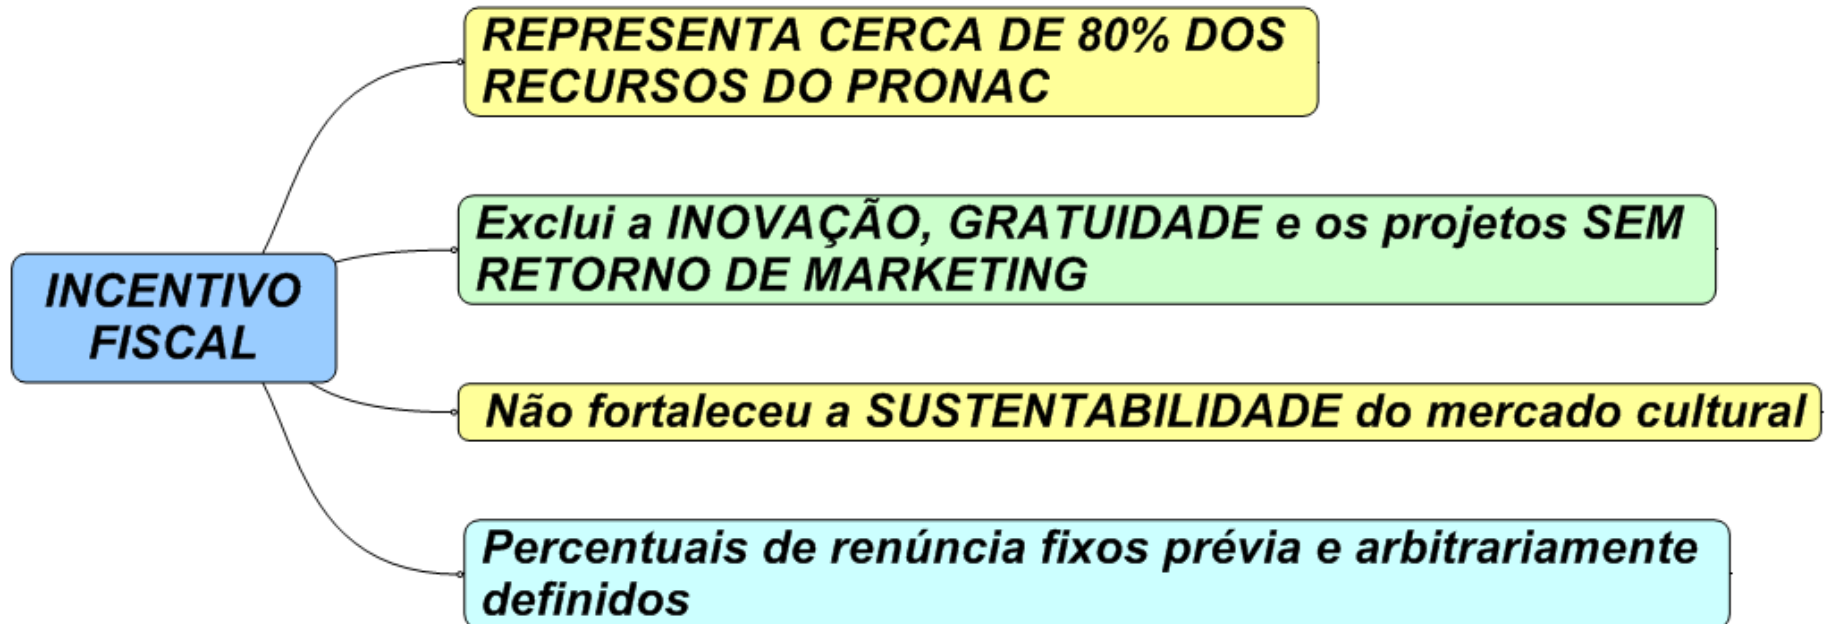 REPRESENTA CERCA DE 80% DOS
RECURSOS DO PRONAC
Exclui a INOVAÇÃO, GRATUIDADE e os projetos SEM
RETORNO DE MARKETING
INCENTIVO
FISCAL
Não fortaleceu a SUSTENTABILIDADE do mercado cultural
Percentuais de renúncia fixos prévia e arbitrariamente
definidos